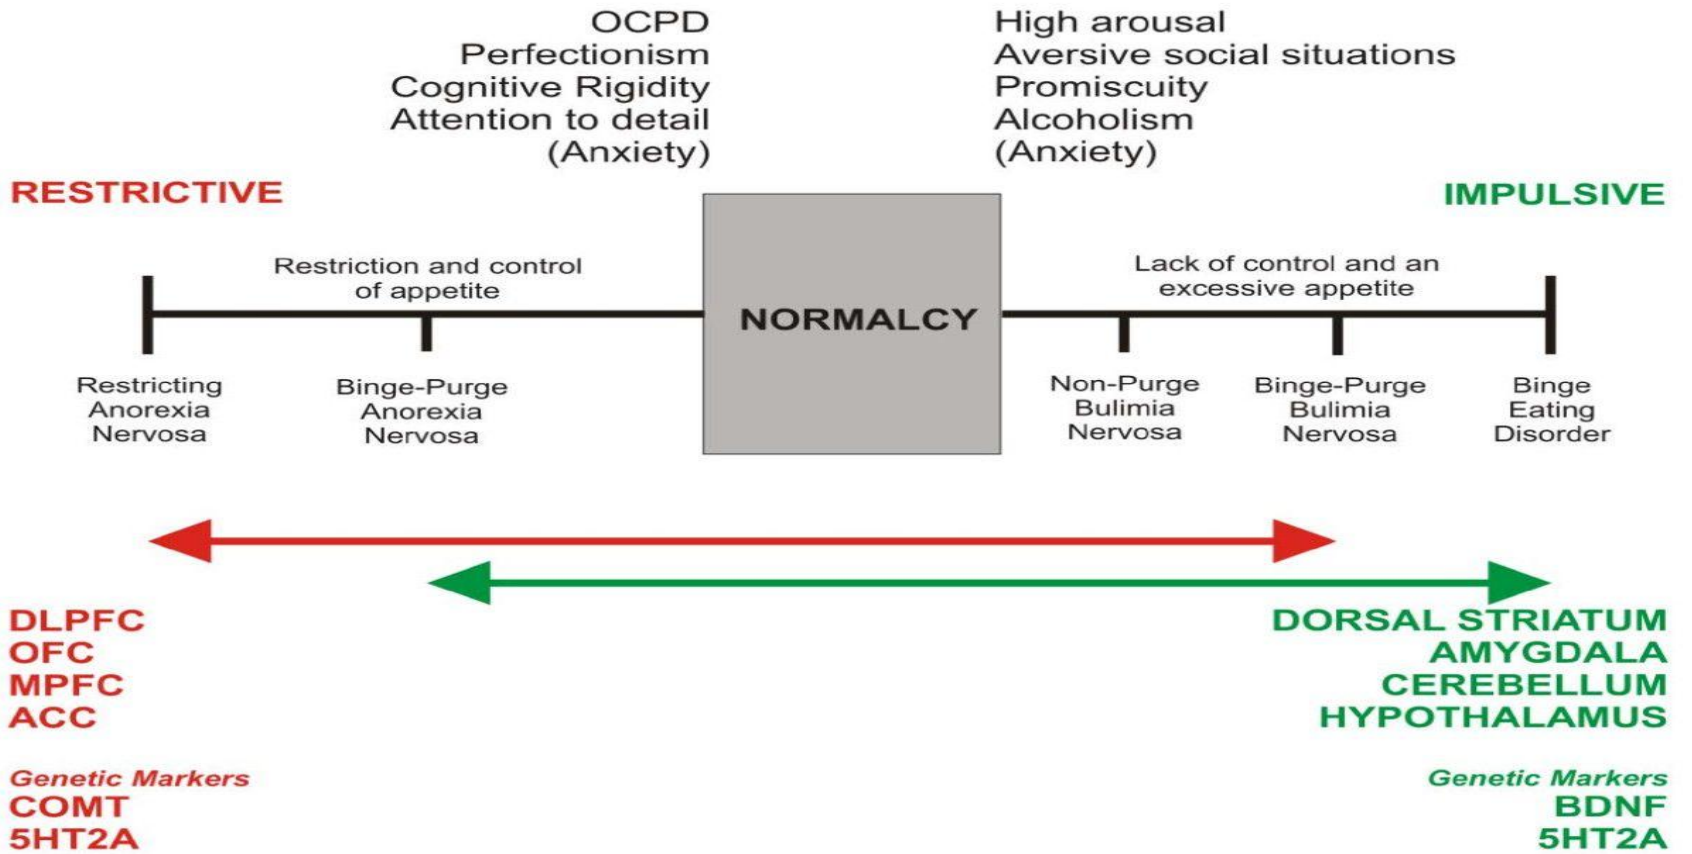 OCPD
Perfectionism
Cognitive Rigidity
Attention to detail
(Anxiety)
High arousal
Aversive social situations
Promiscuity
Alcoholism
(Anxiety)
RESTRICTIVE
IMPULSIVE
Restriction and control
of appetite
Lack of control and an
excessive appetite
NORMALCY
Restricting
Anorexia
Nervosa
Binge-Purge
Anorexia
Nervosa
Non-Purge
Bulimia
Nervosa
Binge-Purge
Bulimia
Nervosa
Binge
Eating
Disorder
DLPFC
OFC
MPFC
ACC
Genetic Markers
COMT
5HT2A
DORSAL STRIATUM
AMYGDALA
CEREBELLUM
HYPOTHALAMUS
Genetic Markers
BDNF
5HT2A